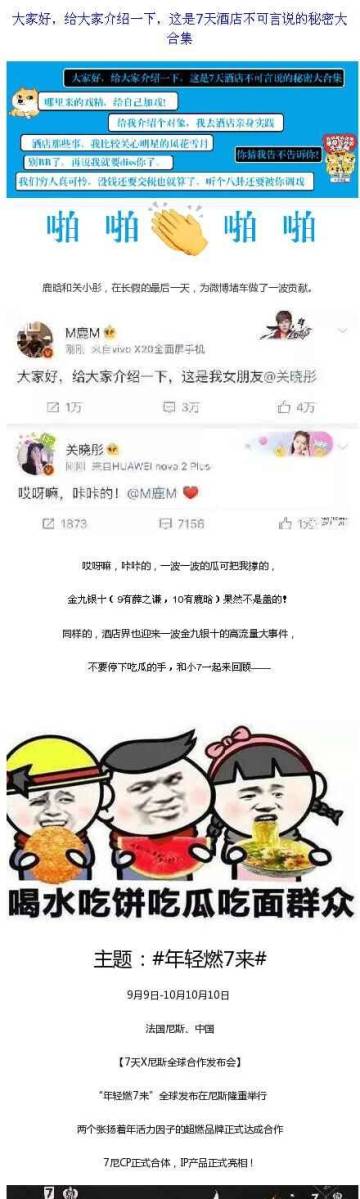 大家好，给大家介绍一下，这是7天酒店不可言说的秘密大
合集
大家好，给大家介绍一下，这是7天酒店不可言说的秘密大合集
哪里来的戏精，给自己加戏!
给我介绍个对象，我去酒店亲身实践
酒店那些事，我比较关心明星的风花雪月
你猜我告不告诉你!
别BB了，再说我就要diss你了。
我们穷人真可怜，没钱还要交税也就算了，听个八卦还要被你调戏
啪 啪 啪 啪
鹿晗和关小彤，在长假的最后一天，为微博堵车做了一波贡献。
M鹿M
刚刚 来自vivo X20全面屏手机
大家好，给大家介绍一下，这是我女朋友@关晓彤
1万 3万 4万
关晓彤
刚刚 来自HUAWEI nova 2 Plus
哎呀嘛，咔咔的！@M鹿M
1873 7156
哎呀嘛，咔咔的，一波一波的瓜可把我撑的，
金九银十（9有薛之谦，10有鹿晗）果然不是盖的！
同样的，酒店界也迎来一波金九银十的高流量大事件，
不要停下吃瓜的手，和小7一起来回顾——
喝水吃饼吃瓜吃面群众
主题：#年轻燃7来#
9月9日-10月10月10日
法国尼斯、中国
【7天X尼斯全球合作发布会】
“年轻燃7来”全球发布在尼斯隆重举行
两个张扬着年活力因子的超燃品牌正式达成合作
7尼CP正式合体，IP产品正式亮相！